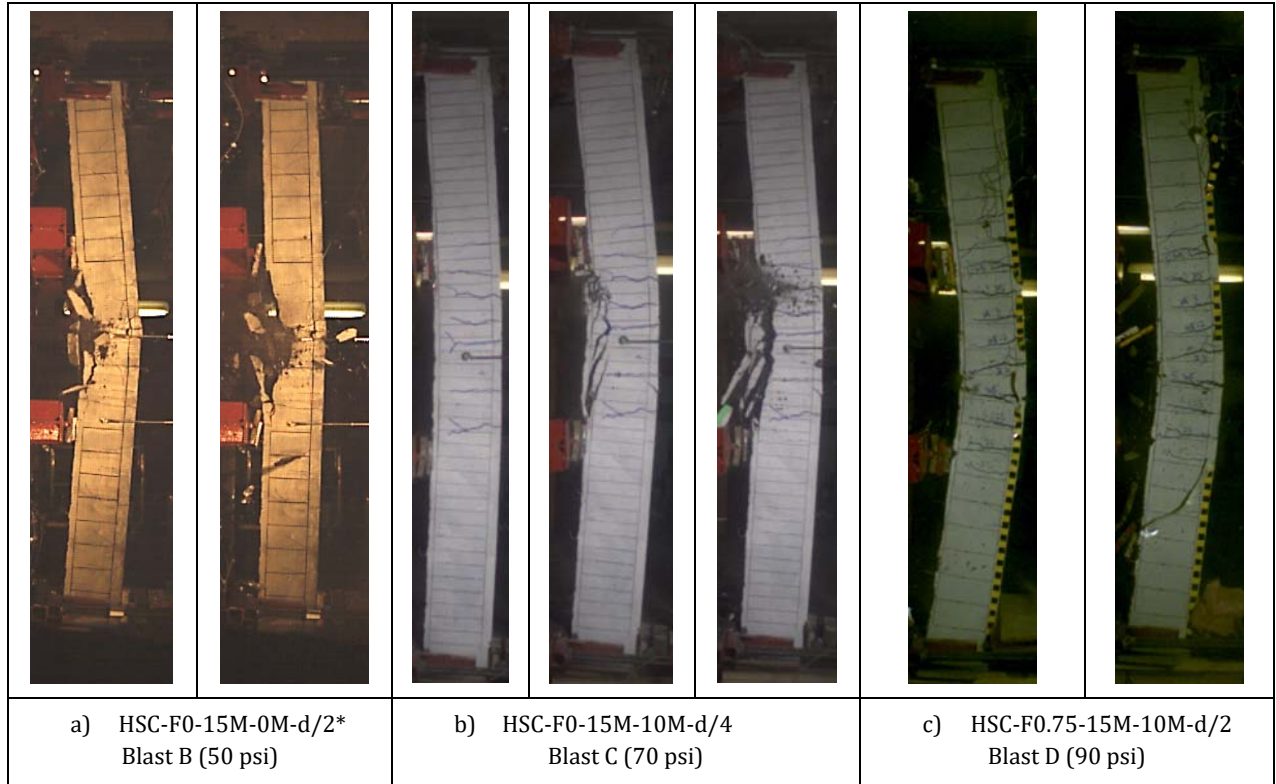 a) HSC-F0-15M-0M-d/2*
Blast B (50 psi)
b) HSC-F0-15M-10M-d/4
Blast C (70 psi)
c) HSC-F0.75-15M-10M-d/2
Blast D (90 psi)